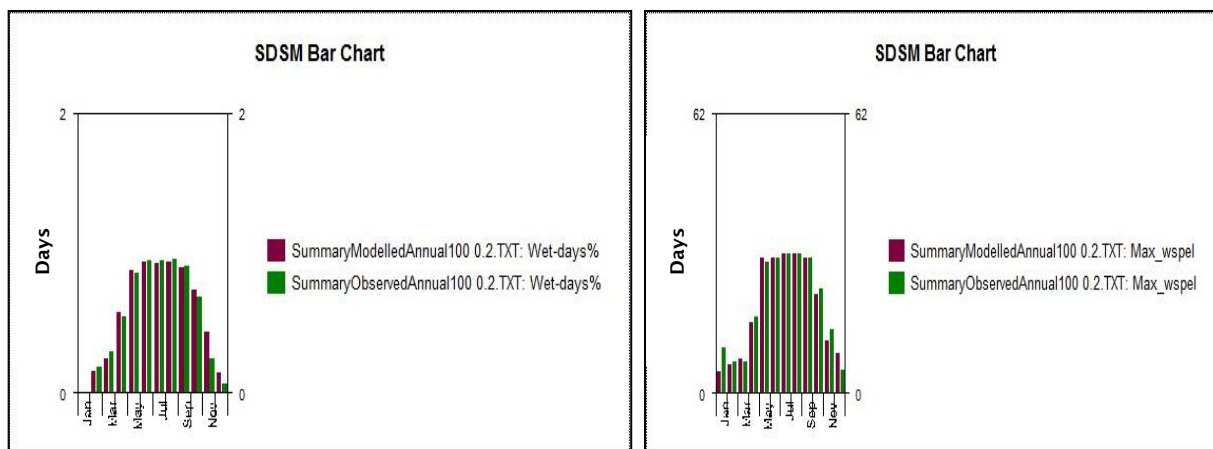 SDSM Bar Chart
2
2
Days
SummaryModelledAnnual100 0.2.TXT: Wet-days%
SummaryObservedAnnual100 0.2.TXT: Wet-days%
0
0
Jan
Mar
May
Jul
Sep
Nov
SDSM Bar Chart
62
62
Days
SummaryModelledAnnual100 0.2.TXT: Max_wspel
SummaryObservedAnnual100 0.2.TXT: Max_wspel
0
0
Jan
Mar
May
Jul
Sep
Nov